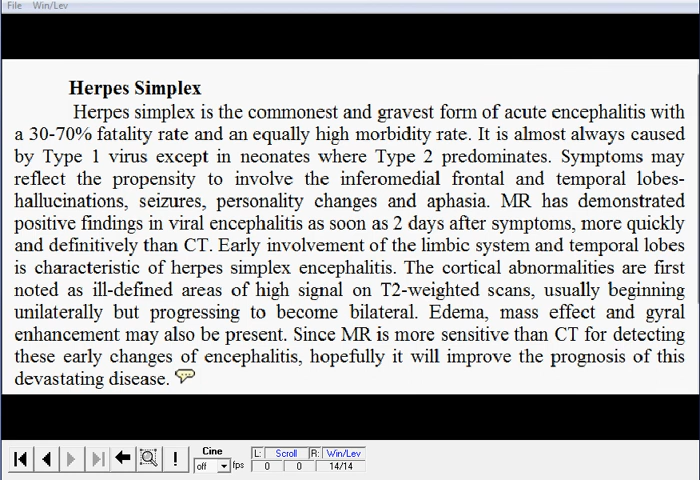 File Win/Lev
Herpes Simplex
Herpes simplex is the commonest and gravest form of acute encephalitis with
a 30-70% fatality rate and an equally high morbidity rate. It is almost always caused
by Type 1 virus except in neonates where Type 2 predominates. Symptoms may
reflect the propensity to involve the inferomedial frontal and temporal lobes-
hallucinations, seizures, personality changes and aphasia. MR has demonstrated
positive findings in viral encephalitis as soon as 2 days after symptoms, more quickly
and definitively than CT. Early involvement of the limbic system and temporal lobes
is characteristic of herpes simplex encephalitis. The cortical abnormalities are first
noted as ill-defined areas of high signal on T2-weighted scans, usually beginning
unilaterally but progressing to become bilateral. Edema, mass effect and gyral
enhancement may also be present. Since MR is more sensitive than CT for detecting
these early changes of encephalitis, hopefully it will improve the prognosis of this
devastating disease.
Cine
off fps
L: Scroll R: Win/Lev
0 0 14/14